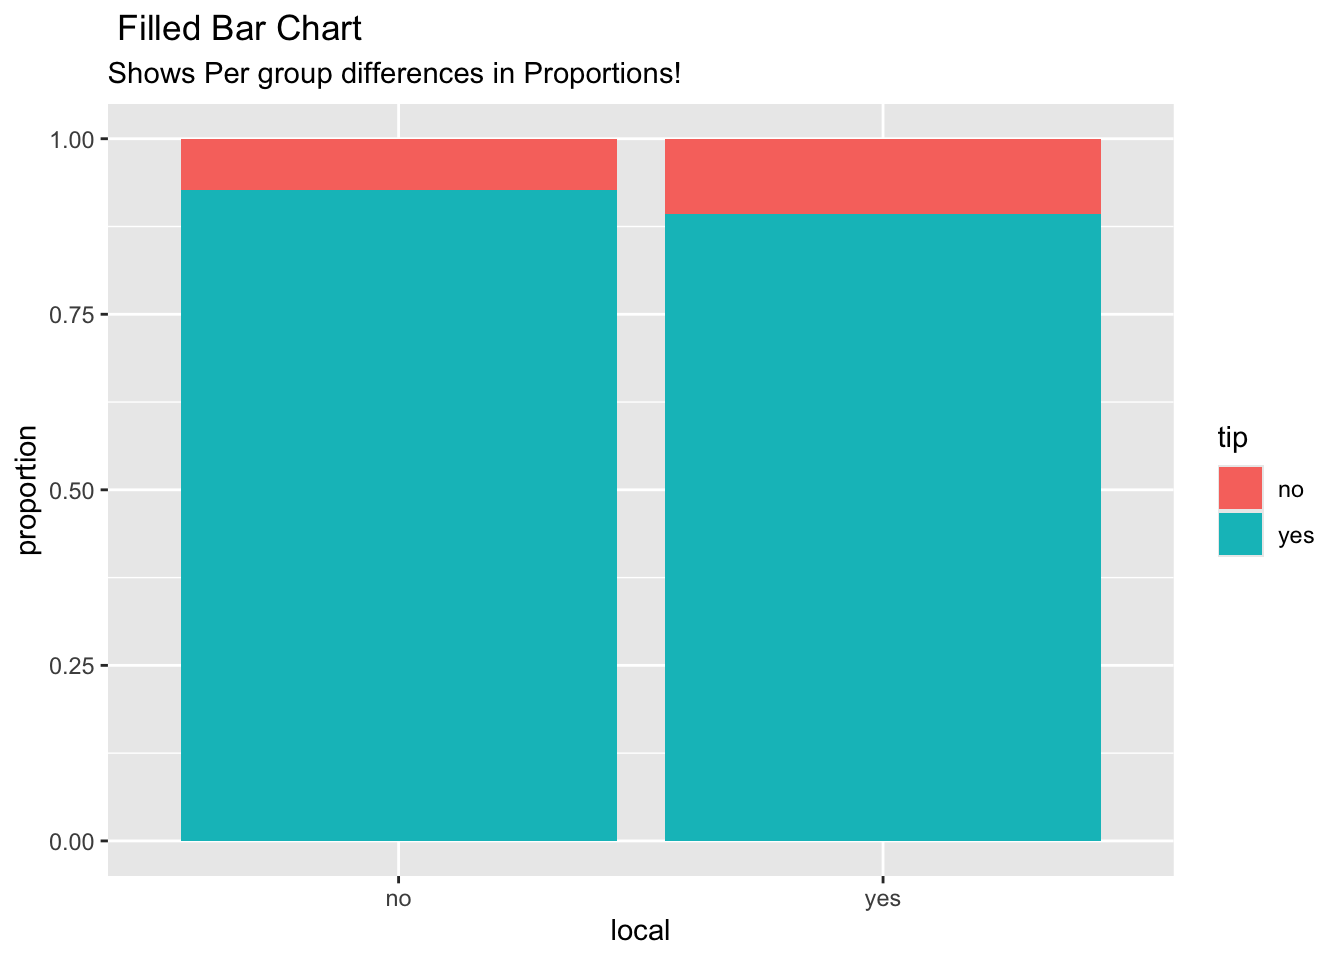 Filled Bar Chart
Shows Per group differences in Proportions!
1.00
0.75
0.50
0.25
0.00
proportion
no
yes
local
tip
no
yes